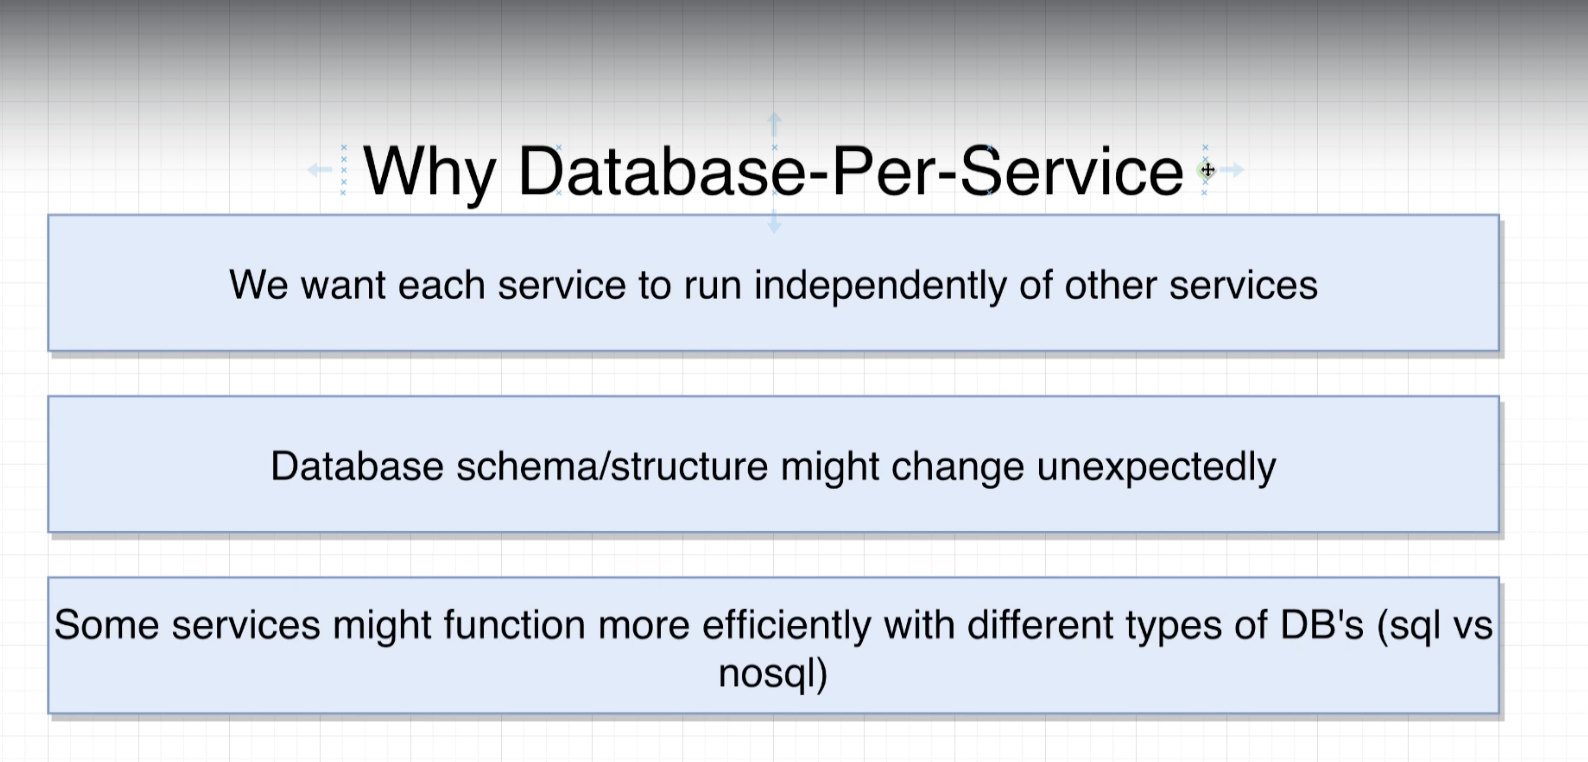 Why Database-Per-Service
We want each service to run independently of other services
Database schema/structure might change unexpectedly
Some services might function more efficiently with different types of DB's (sql vs
nosql)